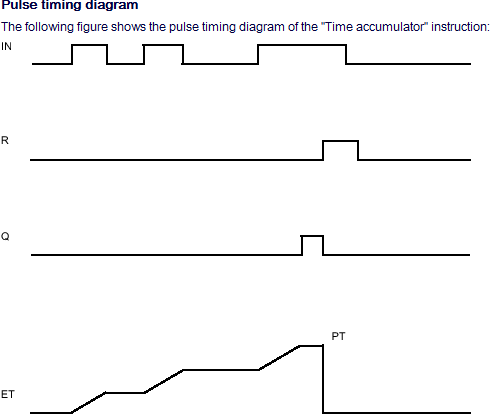 Pulse timing diagram
The following figure shows the pulse timing diagram of the "Time accumulator" instruction:
IN
R
Q
PT
ET